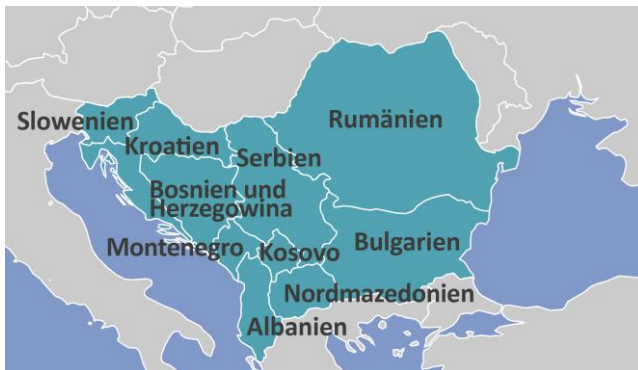 Slowenien
Rumänien
Kroatien
Serbien
Bosnien und
Herzegowina
Montenegro
Kosovo
Bulgarien
Nordmazedonien
Albanien